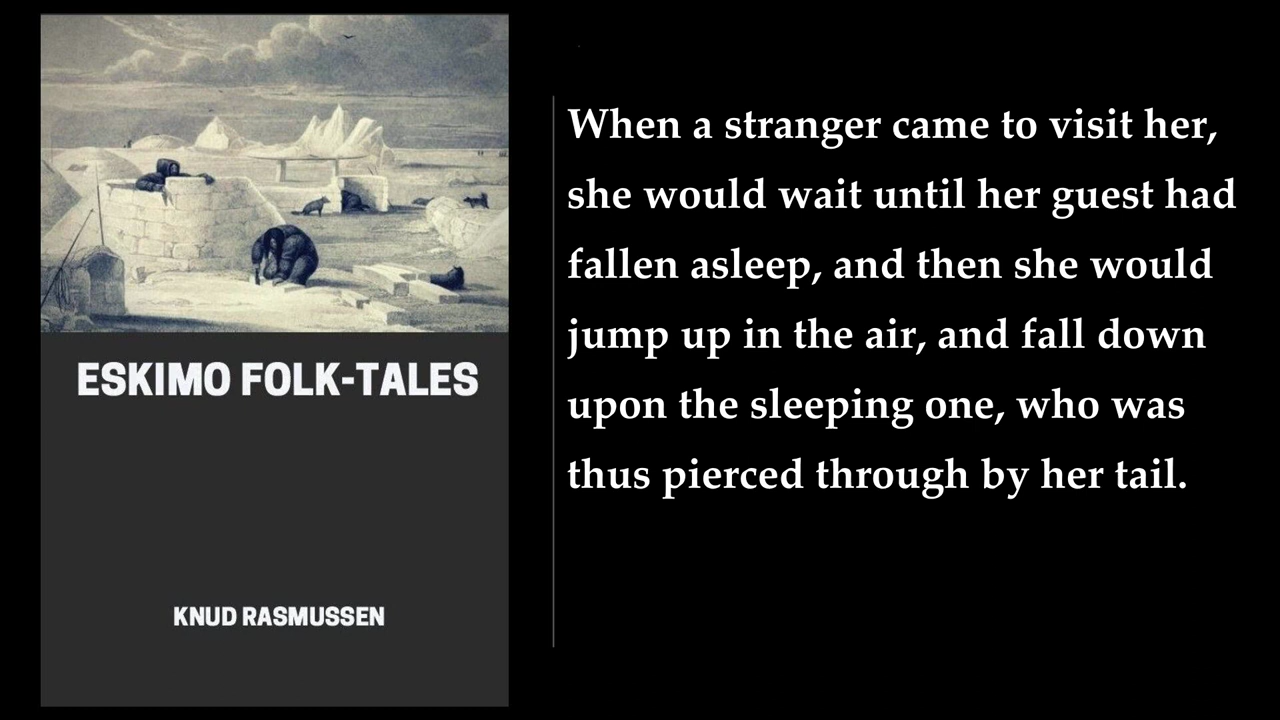 ESKIMO FOLK-TALES
KNUD RASMUSSEN
When a stranger came to visit her,
she would wait until her guest had
fallen asleep, and then she would
jump up in the air, and fall down
upon the sleeping one, who was
thus pierced through by her tail.